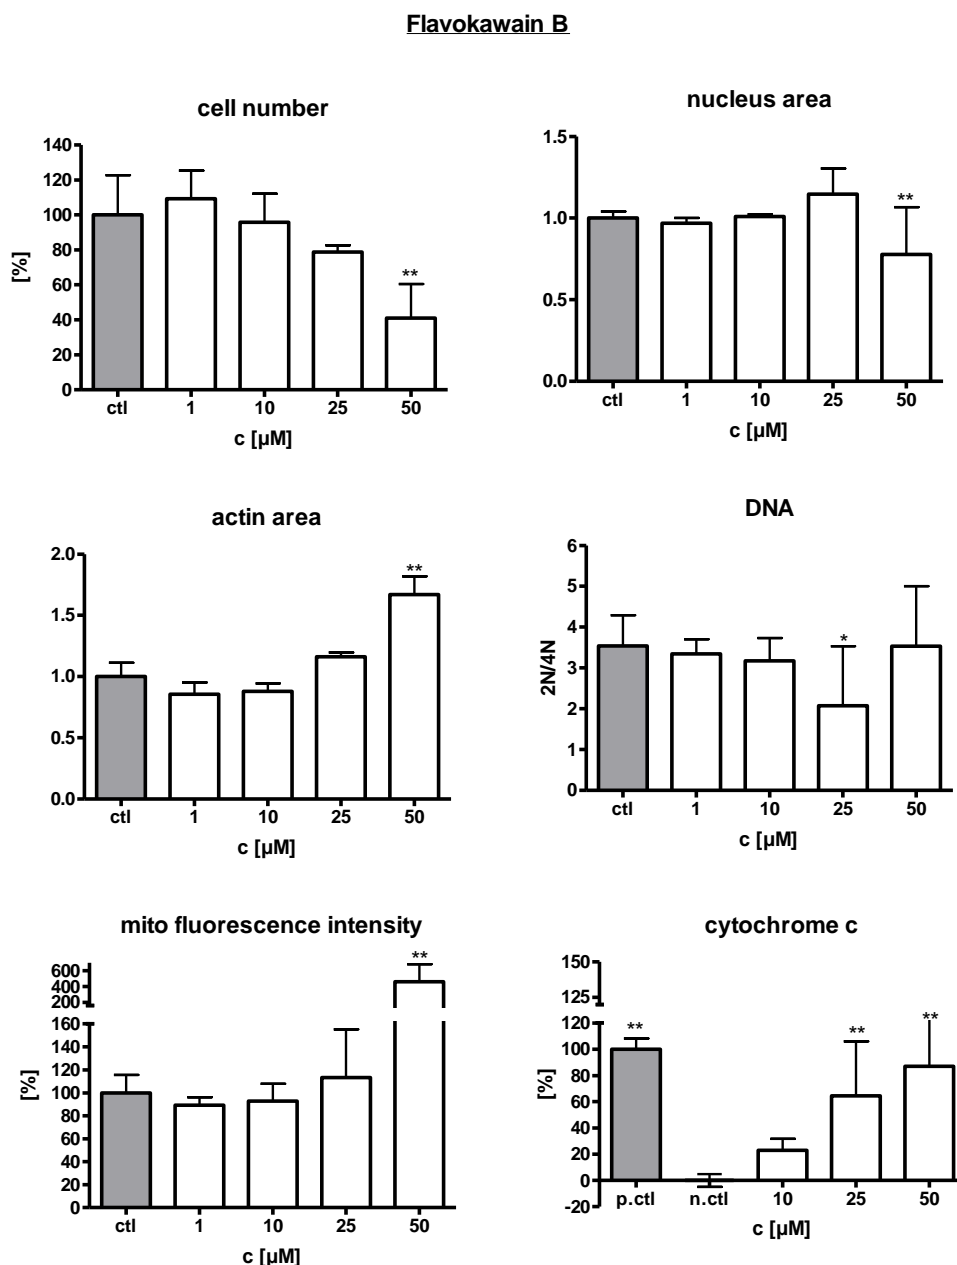 Flavokawain B
cell number
140
120
100
80
60
40
20
0
[%]
**
ctl 1 10 25 50
c [µM]
nucleus area
1.5
1.0
0.5
0.0
**
ctl 1 10 25 50
c [µM]
actin area
2.0
1.5
1.0
0.5
0.0
**
ctl 1 10 25 50
c [µM]
DNA
6
5
4
3
2
1
0
2N/4N
*
ctl 1 10 25 50
c [µM]
mito fluorescence intensity
600
400
200
160
140
120
100
80
60
40
20
0
[%]
**
ctl 1 10 25 50
c [µM]
cytochrome c
150
125
120
100
80
60
40
20
0
-20
[%]
** ** **
p.ctl n.ctl 10 25 50
c [µM]